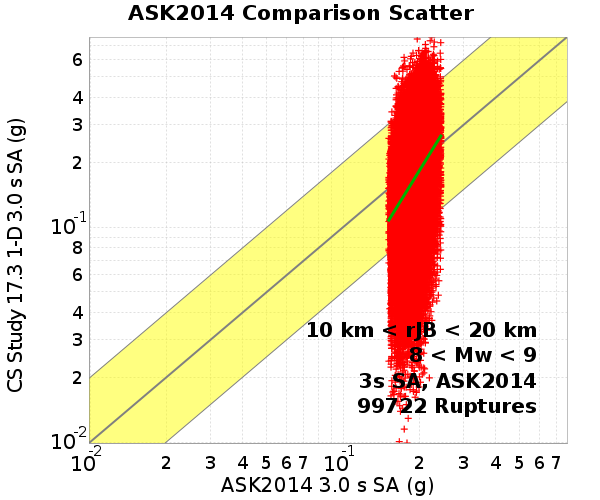 ASK2014 Comparison Scatter
CS Study 17.3 1-D 3.0 s SA (g)
6
4
3
2
10-1
8
6
4
3
2
10-2
10 km < rJB < 20 km
8 < Mw < 9
3s SA, ASK2014
99722 Ruptures
10-2 2 3 4 5 6 7 10-1 2 3 4 5 6 7
ASK2014 3.0 s SA (g)